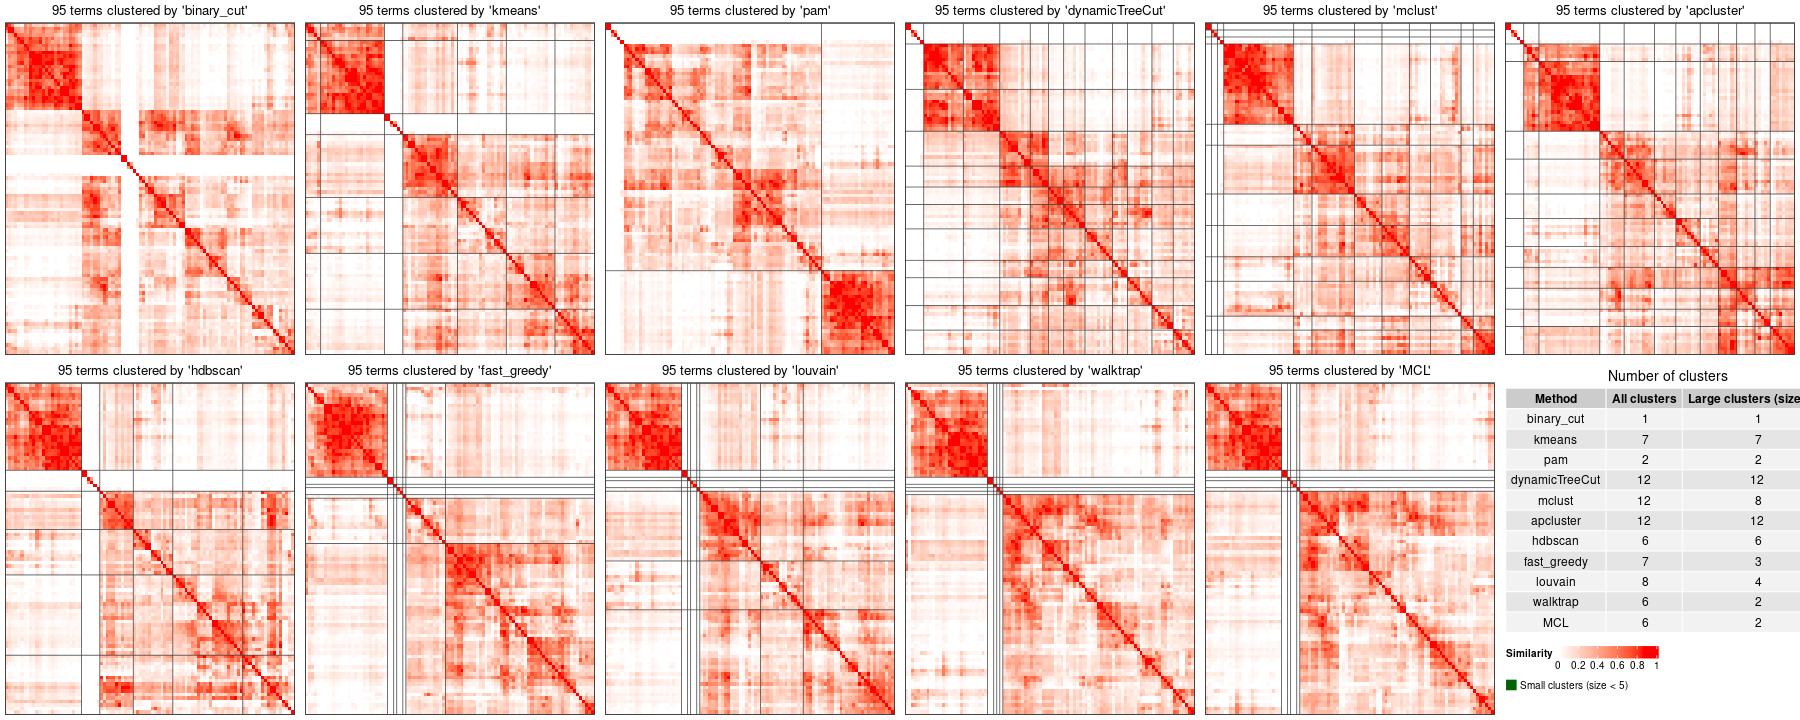 95 terms clustered by 'binary_cut'
95 terms clustered by 'kmeans'
95 terms clustered by 'pam'
95 terms clustered by 'dynamicTreeCut'
95 terms clustered by 'mclust'
95 terms clustered by 'apcluster'
95 terms clustered by 'hdbscan'
95 terms clustered by 'fast_greedy'
95 terms clustered by 'louvain'
95 terms clustered by 'walktrap'
95 terms clustered by 'MCL'
Number of clusters
Method All clusters Large clusters (size
binary_cut 1 1
kmeans 7 7
pam 2 2
dynamicTreeCut 12 12
mclust 12 8
apcluster 12 12
hdbscan 6 6
fast_greedy 7 3
louvain 8 4
walktrap 6 2
MCL 6 2
Similarity
0 0.2 0.4 0.6 0.8 1
Small clusters (size < 5)